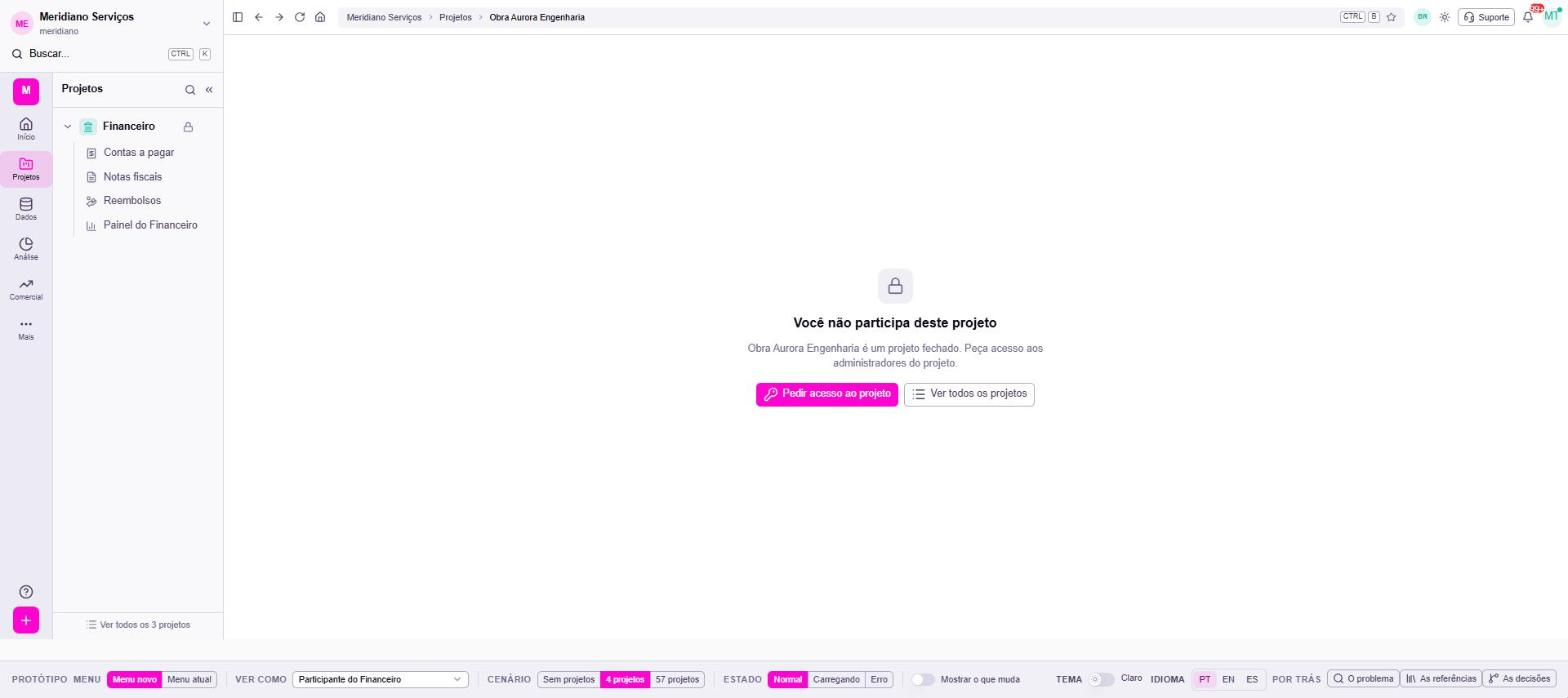 ME
Meridiano Serviços
meridiano
Buscar...
CTRL K
Meridiano Serviços > Projetos > Obra Aurora Engenharia
CTRL B
BR
Suporte
99+
MT
M
Início
Projetos
Dados
Análise
Comercial
Mais
Projetos
Financeiro
Contas a pagar
Notas fiscais
Reembolsos
Painel do Financeiro
Ver todos os 3 projetos
Você não participa deste projeto
Obra Aurora Engenharia é um projeto fechado. Peça acesso aos
administradores do projeto.
Pedir acesso ao projeto
Ver todos os projetos
PROTÓTIPO MENU Menu novo Menu atual VER COMO Participante do Financeiro CENÁRIO Sem projetos 4 projetos 57 projetos ESTADO Normal Carregando Erro Mostrar o que muda TEMA Claro IDIOMA PT EN ES POR TRÁS O problema As referências As decisões